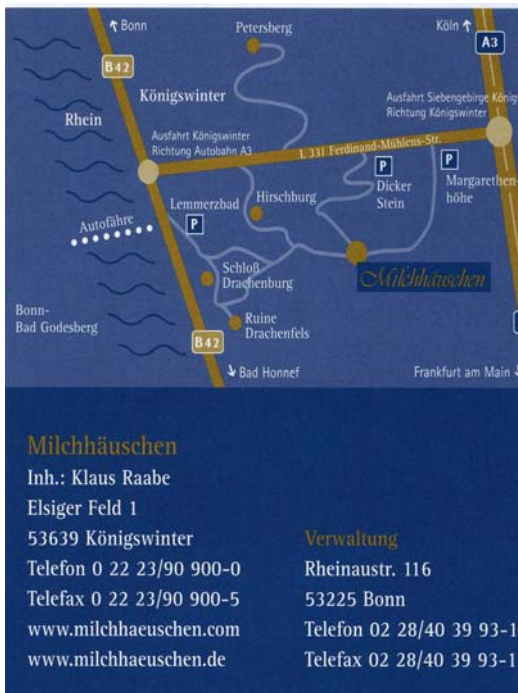 Bonn
Petersberg
Köln
A3
B42
Königswinter
Rhein
Ausfahrt Siebengebirge
Richtung Königswinter
Ausfahrt Königswinter
Richtung Autobahn A3
L 331 Ferdinand-Mühlens-Str.
P
P
Dicker
Stein
Margarethen-
höhe
Lemmerzbad
P
Hirschburg
Autofähre
Milchhäuschen
Schloß
Drachenburg
Bonn-
Bad Godesberg
Ruine
Drachenfels
B42
Bad Honnef
Frankfurt am Main
Milchhäuschen
Inh.: Klaus Raabe
Elsiger Feld 1
53639 Königswinter
Telefon 0 22 23/90 900-0
Telefax 0 22 23/90 900-5
www.milchhaeuschen.com
www.milchhaeuschen.de
Verwaltung
Rheinaustr. 116
53225 Bonn
Telefon 02 28/40 39 93-1
Telefax 02 28/40 39 93-1